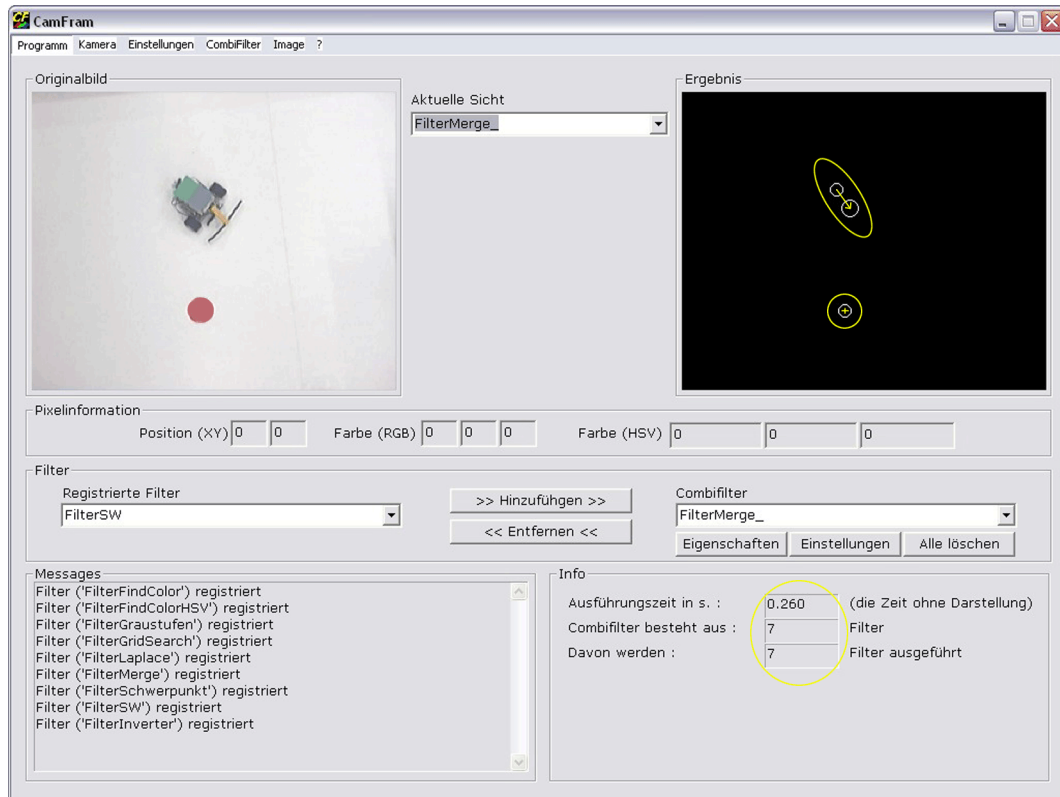 CamFram
Programm Kamera Einstellungen CombiFilter Image ?
Originalbild
Aktuelle Sicht
FilterMerge_
Ergebnis
Pixelinformation
Position (XY) 0 0 Farbe (RGB) 0 0 0 Farbe (HSV) 0 0 0
Filter
Registrierte Filter
FilterSW
>> Hinzufühgen >>
<< Entfernen <<
Combifilter
FilterMerge_
Eigenschaften Einstellungen Alle löschen
Messages
Filter ('FilterFindColor') registriert
Filter ('FilterFindColorHSV') registriert
Filter ('FilterGraustufen') registriert
Filter ('FilterGridSearch') registriert
Filter ('FilterLaplace') registriert
Filter ('FilterMerge') registriert
Filter ('FilterSchwerpunkt') registriert
Filter ('FilterSW') registriert
Filter ('FilterInverter') registriert
Info
Ausführungszeit in s. : 0.260 (die Zeit ohne Darstellung)
Combifilter besteht aus : 7 Filter
Davon werden : 7 Filter ausgeführt